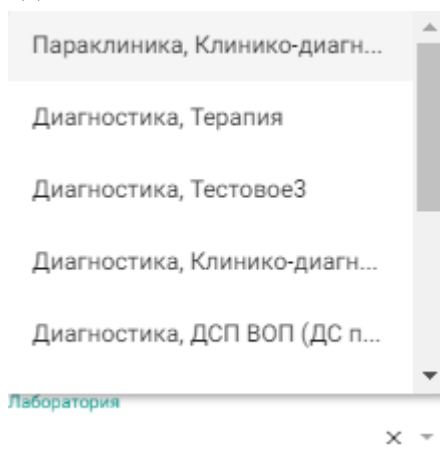 Параклиника, Клинико-диагн...
Диагностика, Терапия
Диагностика, Тестовое3
Диагностика, Клинико-диагн...
Диагностика, ДСП ВОП (ДС п...
Лаборатория